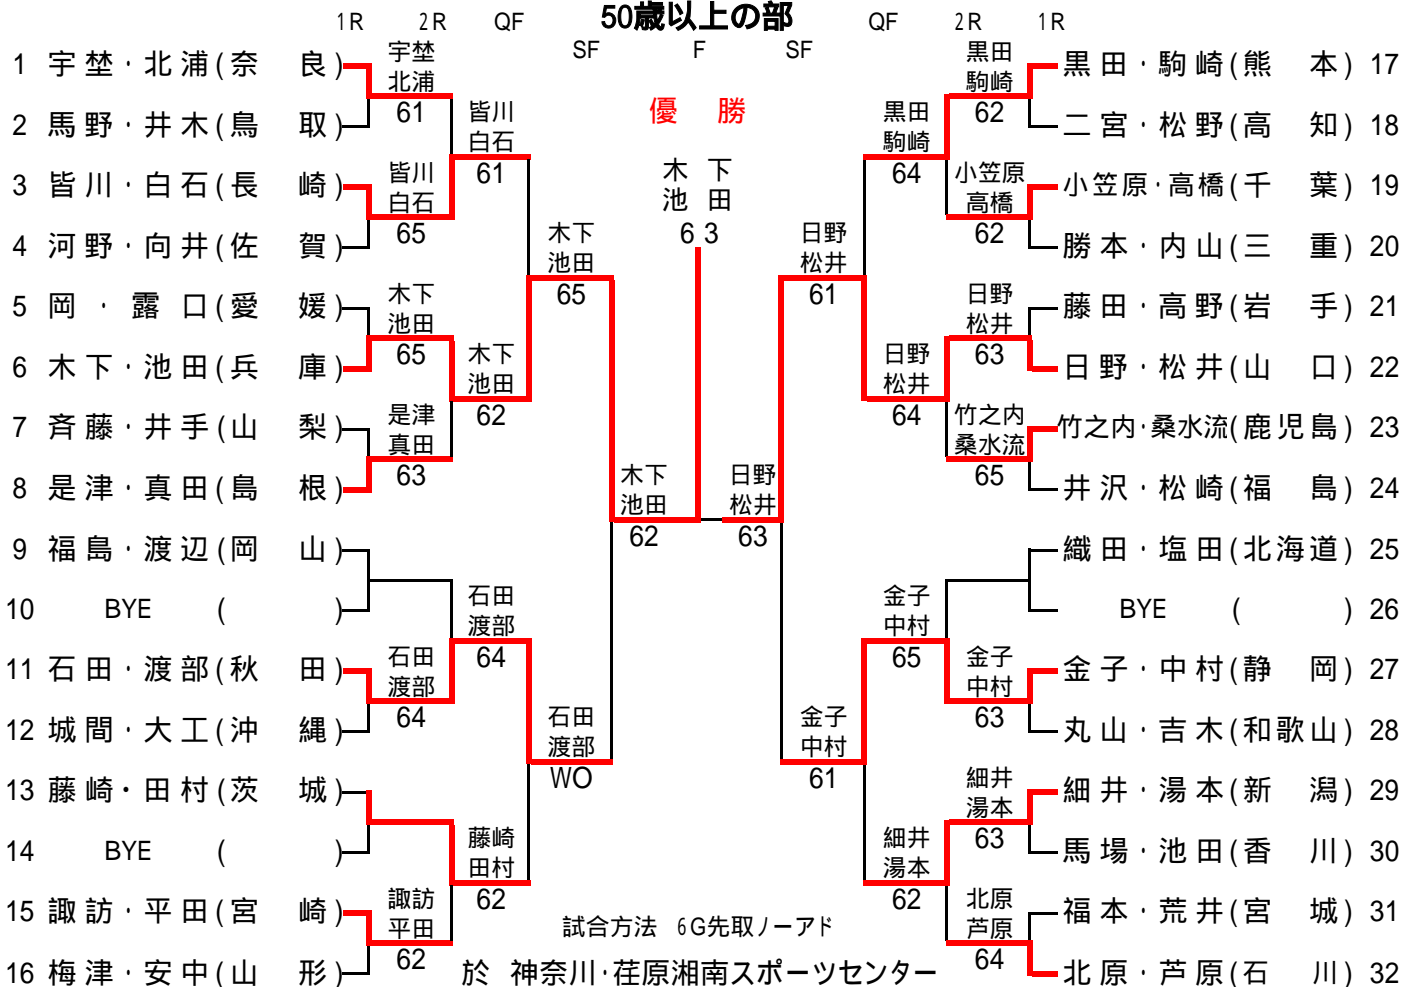 50歳以上の部
1R 2R QF SF F SF QF 2R 1R
優 勝
木 下
池 田
6 3
1 宇埜・北浦(奈 良)
2 馬野・井木(鳥 取)
3 皆川・白石(長 崎)
4 河野・向井(佐 賀)
5 岡・露口(愛 媛)
6 木下・池田(兵 庫)
7 斉藤・井手(山 梨)
8 是津・真田(島 根)
9 福島・渡辺(岡 山)
10 BYE ( )
11 石田・渡部(秋 田)
12 城間・大工(沖 縄)
13 藤崎・田村(茨 城)
14 BYE ( )
15 諏訪・平田(宮 崎)
16 梅津・安中(山 形)
宇埜
北浦
61
皆川
白石
65
木下
池田
65
是津
真田
63
石田
渡部
64
諏訪
平田
62
皆川
白石
61
木下
池田
62
石田
渡部
64
藤崎
田村
62
木下
池田
65
石田
渡部
WO
木下
池田
62
日野
松井
63
日野
松井
61
金子
中村
61
黒田
駒崎
64
日野
松井
64
金子
中村
65
細井
湯本
62
黒田
駒崎
62
小笠原
高橋
62
日野
松井
63
竹之内
桑水流
65
金子
中村
63
細井
湯本
63
北原
芦原
64
黒田・駒崎(熊 本) 17
二宮・松野(高 知) 18
小笠原・高橋(千 葉) 19
勝本・内山(三 重) 20
藤田・高野(岩 手) 21
日野・松井(山 口) 22
竹之内・桑水流(鹿児島) 23
井沢・松崎(福 島) 24
織田・塩田(北海道) 25
BYE ( ) 26
金子・中村(静 岡) 27
丸山・吉木(和歌山) 28
細井・湯本(新 潟) 29
馬場・池田(香 川) 30
福本・荒井(宮 城) 31
北原・芦原(石 川) 32
試合方法 6G先取ノーアド
於 神奈川・荏原湘南スポーツセンター